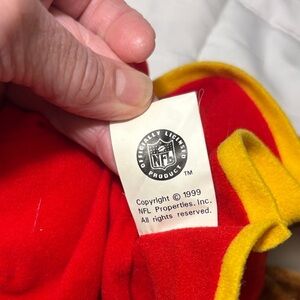 OFFICIALLY LICENSED
NFL
PRODUCT
TM
Copyright © 1999
NFL Properties, Inc.
All rights reserved.